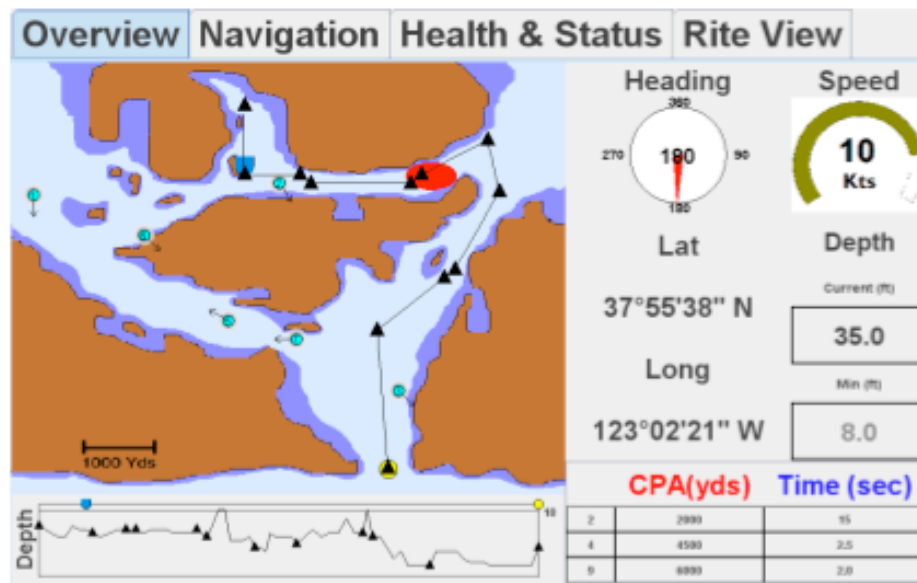 Overview Navigation Health & Status Rite View
Heading Speed
360
270 180 90
180
10
Kts
Lat Depth
Current (ft)
37°55'38" N
35.0
Long
Min (ft)
123°02'21" W 8.0
1000 Yds
CPA(yds) Time (sec)
Depth 10
2 2000 15
4 4500 2.5
9 6000 2.0